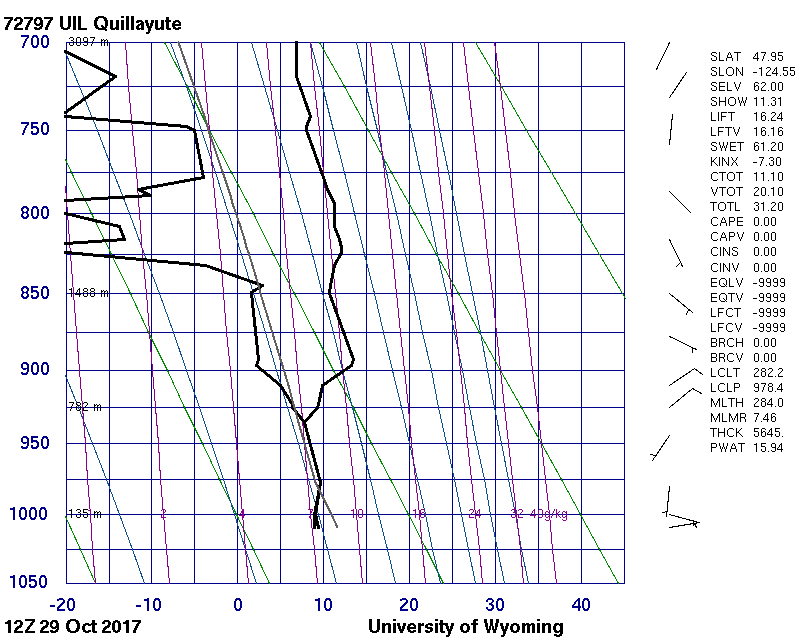 72797 UIL Quillayute
700
3097 m
750
800
850
1488 m
900
782 m
950
1000
135 m
2
4
7
10
16
24
32
40g/kg
1050
-20
-10
0
10
20
30
40
12Z 29 Oct 2017
University of Wyoming
SLAT 47.95
SLON -124.55
SELV 62.00
SHOW 11.31
LIFT 16.24
LFTV 16.16
SWET 61.20
KINX -7.30
CTOT 11.10
VTOT 20.10
TOTL 31.20
CAPE 0.00
CAPV 0.00
CINS 0.00
CINV 0.00
EQLV -9999
EQTV -9999
LFCT -9999
LFCV -9999
BRCH 0.00
BRCV 0.00
LCLT 282.2
LCLP 978.4
MLTH 284.0
MLMR 7.46
THCK 5645.
PWAT 15.94